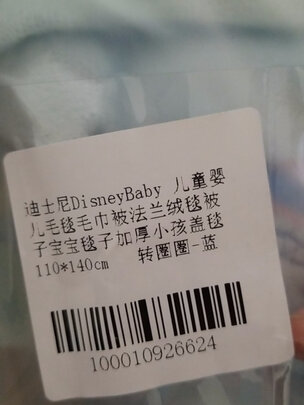 迪士尼DisneyBaby 儿童婴
儿毛毯毛巾被法兰绒毯被
子宝宝毯子加厚小孩盖毯
110*140cm 转圈圈-蓝
100010926624